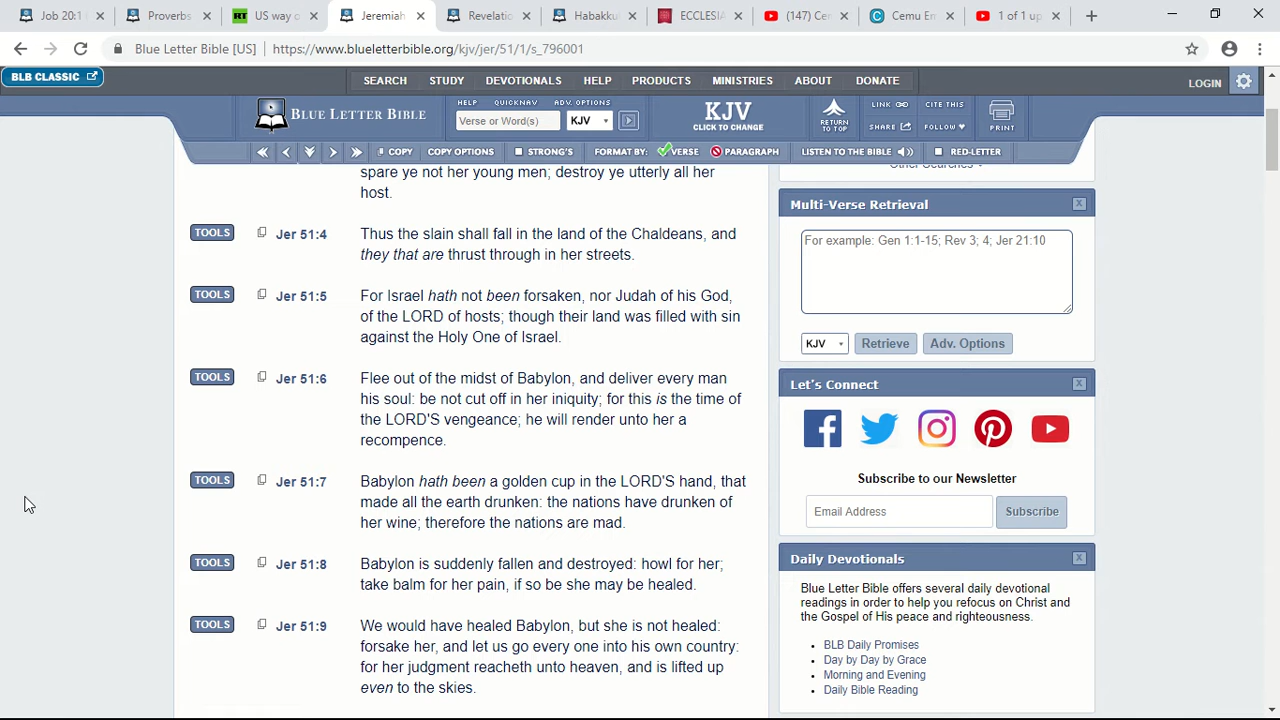 Job 20:1
Proverbs
RT US way o
Jeremiah
Revelatio
Habakku
ECCLESIA
(147) Ce
Cemu En
1 of 1 up
Blue Letter Bible [US] https://www.blueletterbible.org/kjv/jer/51/1/s_796001
BLB CLASSIC
SEARCH STUDY DEVOTIONALS HELP PRODUCTS MINISTRIES ABOUT DONATE LOGIN
BLUE LETTER BIBLE
HELP QUICKNAV ADV. OPTIONS
Verse or Word(s) KJV
KJV
CLICK TO CHANGE
RETURN
TO TOP
LINK CITE THIS
SHARE FOLLOW
PRINT
COPY COPY OPTIONS STRONG'S FORMAT BY: VERSE PARAGRAPH LISTEN TO THE BIBLE RED-LETTER
spare ye not her young men; destroy ye utterly all her
host.
TOOLS Jer 51:4 Thus the slain shall fall in the land of the Chaldeans, and
they that are thrust through in her streets.
TOOLS Jer 51:5 For Israel hath not been forsaken, nor Judah of his God,
of the LORD of hosts; though their land was filled with sin
against the Holy One of Israel.
TOOLS Jer 51:6 Flee out of the midst of Babylon, and deliver every man
his soul: be not cut off in her iniquity; for this is the time of
the LORD'S vengeance; he will render unto her a
recompence.
TOOLS Jer 51:7 Babylon hath been a golden cup in the LORD'S hand, that
made all the earth drunken: the nations have drunken of
her wine; therefore the nations are mad.
TOOLS Jer 51:8 Babylon is suddenly fallen and destroyed: howl for her;
take balm for her pain, if so be she may be healed.
TOOLS Jer 51:9 We would have healed Babylon, but she is not healed:
forsake her, and let us go every one into his own country:
for her judgment reacheth unto heaven, and is lifted up
even to the skies.
Other Searches
Multi-Verse Retrieval
For example: Gen 1:1-15; Rev 3; 4; Jer 21:10
KJV Retrieve Adv. Options
Let's Connect
Subscribe to our Newsletter
Email Address Subscribe
Daily Devotionals
Blue Letter Bible offers several daily devotional
readings in order to help you refocus on Christ and
the Gospel of His peace and righteousness.
BLB Daily Promises
Day by Day by Grace
Morning and Evening
Daily Bible Reading